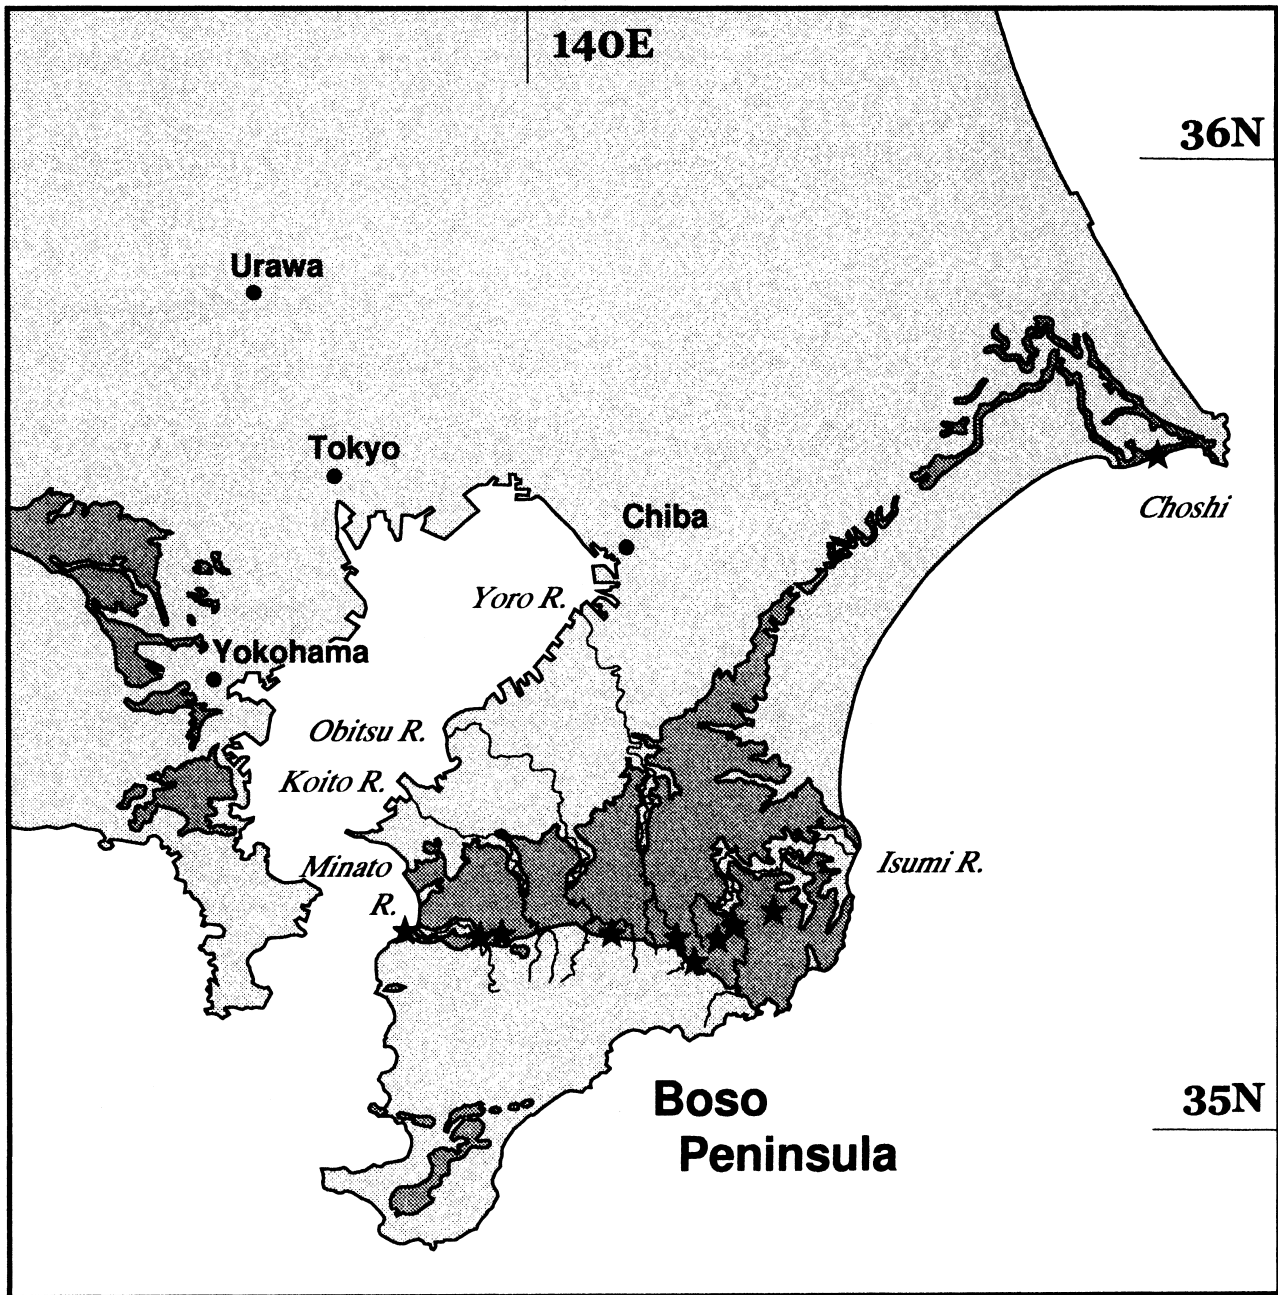 140E
36N
Urawa
Tokyo
Choshi
Chiba
Yoro R.
Yokohama
Obitsu R.
Koito R.
Minato
R.
Isumi R.
Boso
Peninsula
35N